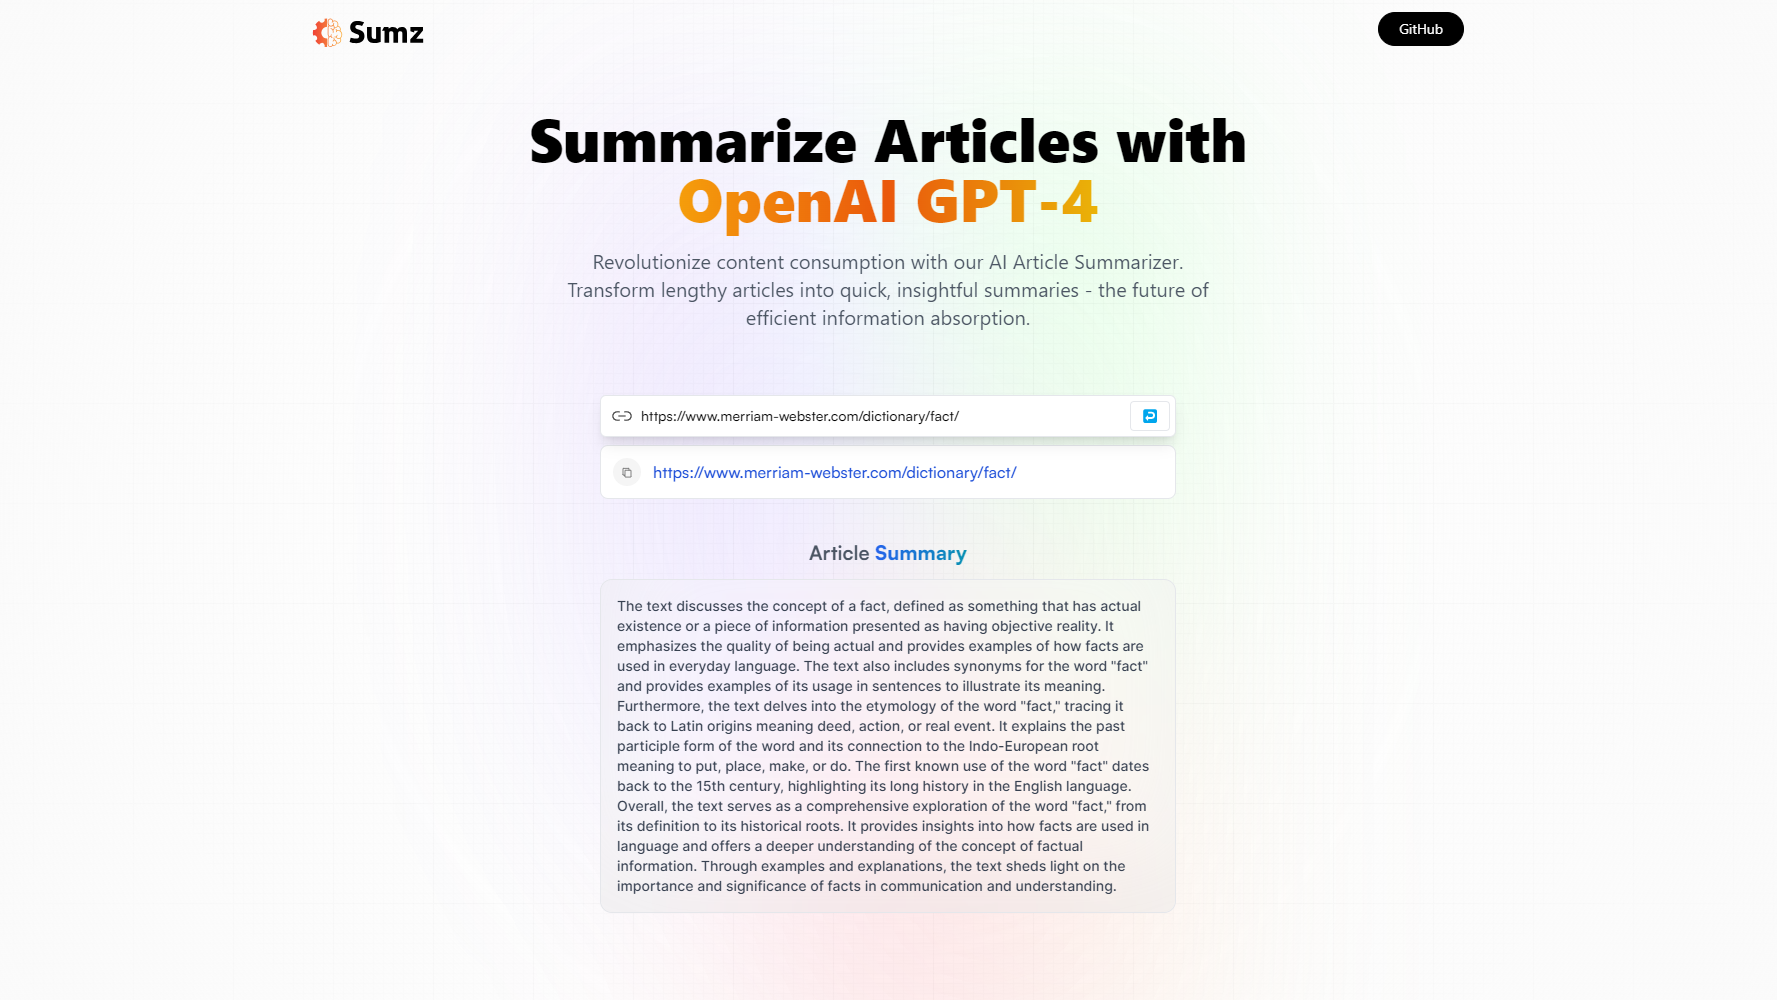 Sumz
GitHub
Summarize Articles with
OpenAI GPT-4
Revolutionize content consumption with our AI Article Summarizer.
Transform lengthy articles into quick, insightful summaries - the future of
efficient information absorption.
https://www.merriam-webster.com/dictionary/fact/
https://www.merriam-webster.com/dictionary/fact/
Article Summary
The text discusses the concept of a fact, defined as something that has actual
existence or a piece of information presented as having objective reality. It
emphasizes the quality of being actual and provides examples of how facts are
used in everyday language. The text also includes synonyms for the word "fact"
and provides examples of its usage in sentences to illustrate its meaning.
Furthermore, the text delves into the etymology of the word "fact," tracing it
back to Latin origins meaning deed, action, or real event. It explains the past
participle form of the word and its connection to the Indo-European root
meaning to put, place, make, or do. The first known use of the word "fact" dates
back to the 15th century, highlighting its long history in the English language.
Overall, the text serves as a comprehensive exploration of the word "fact," from
its definition to its historical roots. It provides insights into how facts are used in
language and offers a deeper understanding of the concept of factual
information. Through examples and explanations, the text sheds light on the
importance and significance of facts in communication and understanding.